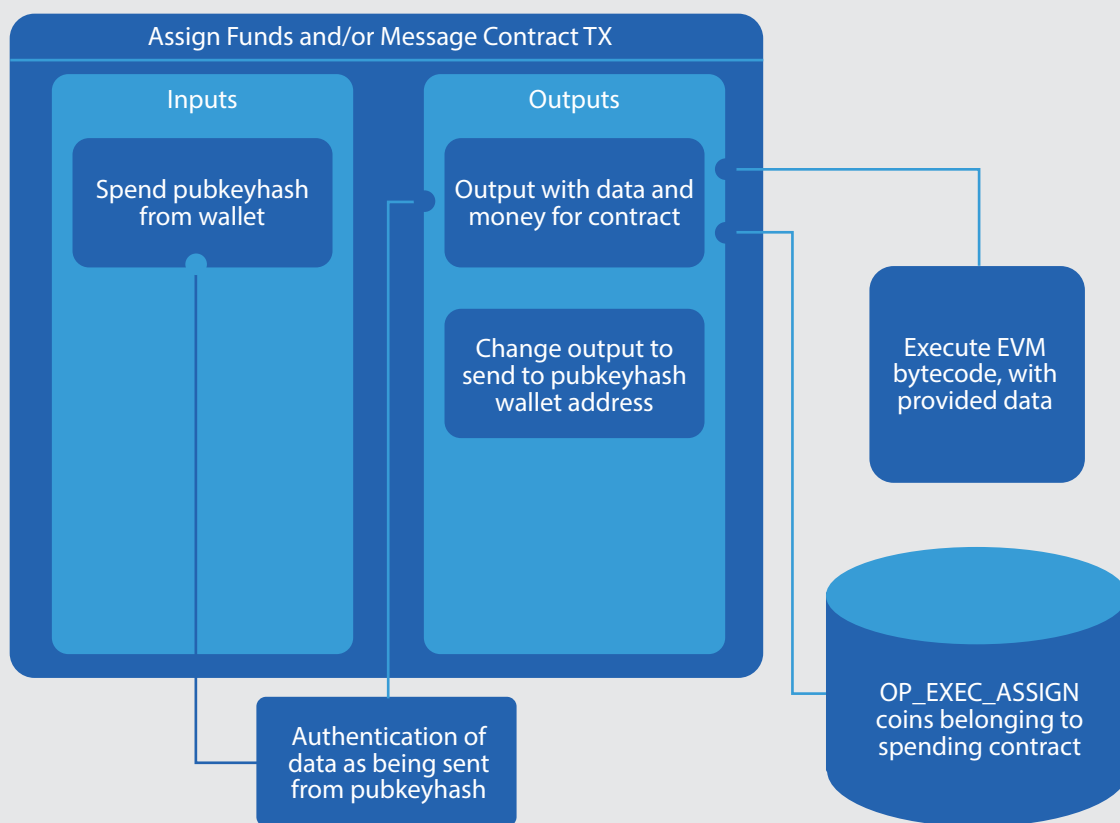 Assign Funds and/or Message Contract TX
Inputs
Outputs
Spend pubkeyhash
from wallet
Output with data and
money for contract
Change output to
send to pubkeyhash
wallet address
Execute EVM
bytecode, with
provided data
OP_EXEC_ASSIGN
coins belonging to
spending contract
Authentication of
data as being sent
from pubkeyhash